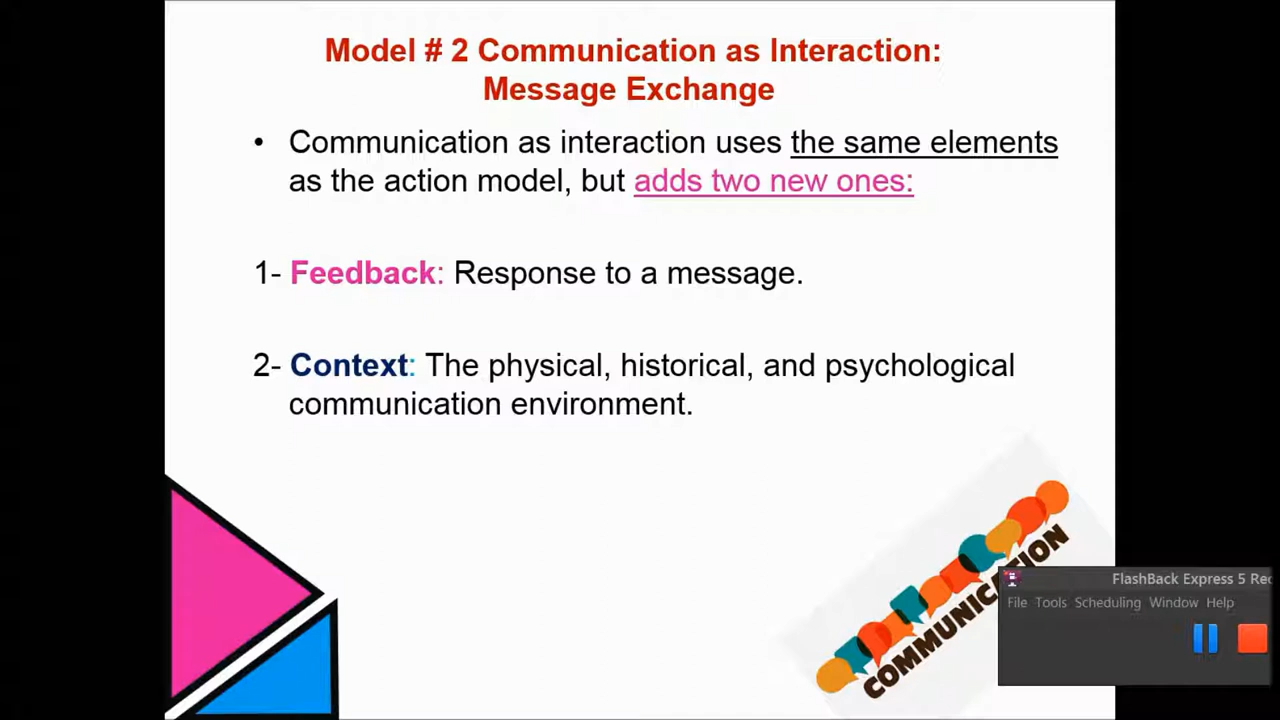 Model # 2 Communication as Interaction:
Message Exchange
• Communication as interaction uses the same elements
as the action model, but adds two new ones:
1- Feedback: Response to a message.
2- Context: The physical, historical, and psychological
communication environment.
COMMUNICATION
FlashBack Express 5 Rec
File Tools Scheduling Window Help